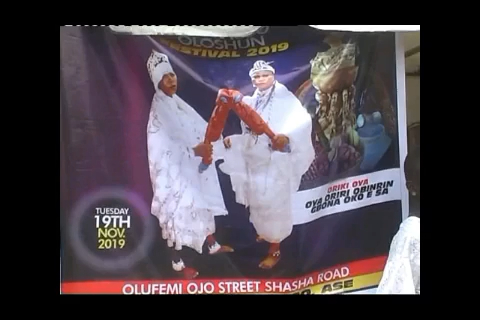 OLOSHUN
FESTIVAL 2019
ORIKI OYA
OYA ORIRI OBINRIN
GBONA OKO E SA
TUESDAY
19TH
NOV.
2019
OLUFEMI OJO STREET SHASHA ROAD
ASE